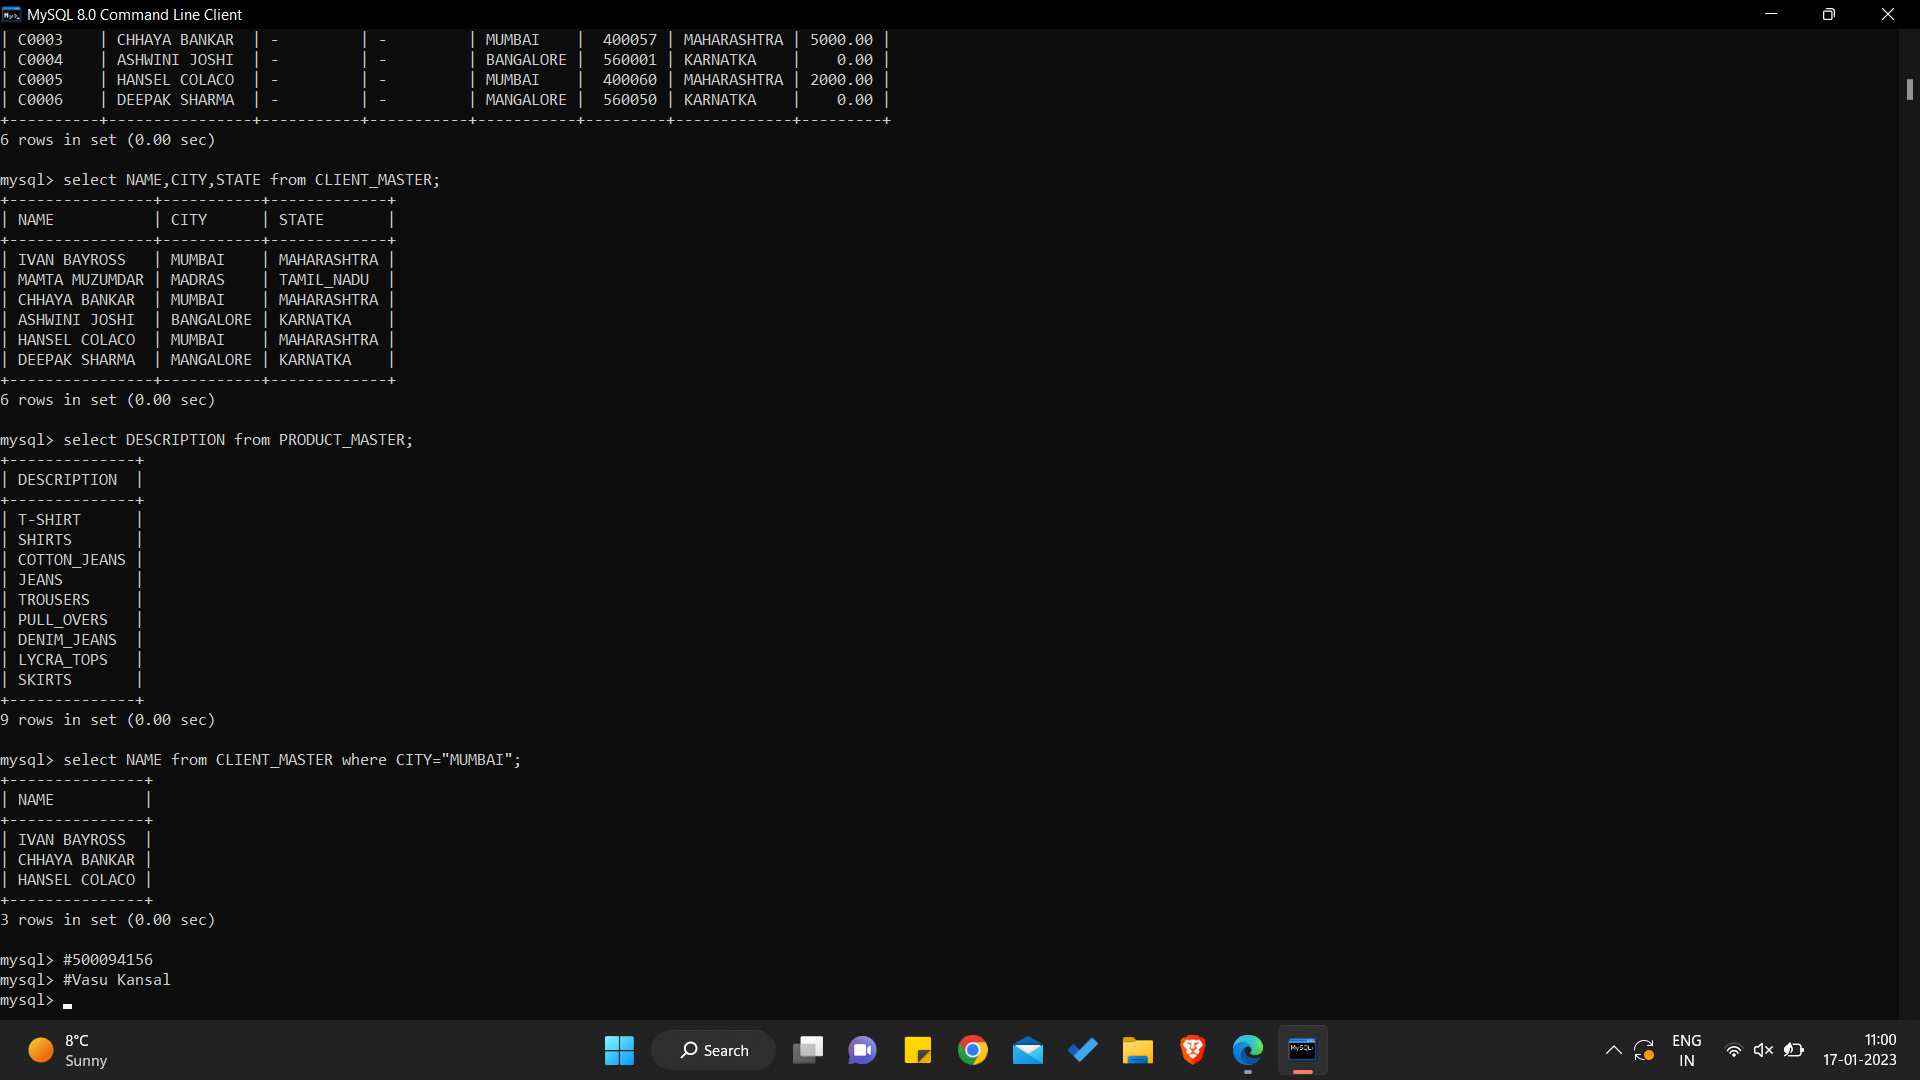 MySQL 8.0 Command Line Client
| C0003    | CHHAYA BANKAR  | -         | -         | MUMBAI    |  400057 | MAHARASHTRA | 5000.00 |
| C0004    | ASHWINI JOSHI  | -         | -         | BANGALORE |  560001 | KARNATKA    |    0.00 |
| C0005    | HANSEL COLACO  | -         | -         | MUMBAI    |  400060 | MAHARASHTRA | 2000.00 |
| C0006    | DEEPAK SHARMA  | -         | -         | MANGALORE |  560050 | KARNATKA    |    0.00 |
+----------+----------------+-----------+-----------+-----------+---------+-------------+---------+
6 rows in set (0.00 sec)
mysql> select NAME,CITY,STATE from CLIENT_MASTER;
+----------------+-----------+-------------+
| NAME           | CITY      | STATE       |
+----------------+-----------+-------------+
| IVAN BAYROSS   | MUMBAI    | MAHARASHTRA |
| MAMTA MUZUMDAR | MADRAS    | TAMIL_NADU  |
| CHHAYA BANKAR  | MUMBAI    | MAHARASHTRA |
| ASHWINI JOSHI  | BANGALORE | KARNATKA    |
| HANSEL COLACO  | MUMBAI    | MAHARASHTRA |
| DEEPAK SHARMA  | MANGALORE | KARNATKA    |
+----------------+-----------+-------------+
6 rows in set (0.00 sec)
mysql> select DESCRIPTION from PRODUCT_MASTER;
+--------------+
| DESCRIPTION  |
+--------------+
| T-SHIRT      |
| SHIRTS       |
| COTTON_JEANS |
| JEANS        |
| TROUSERS     |
| PULL_OVERS   |
| DENIM_JEANS  |
| LYCRA_TOPS   |
| SKIRTS       |
+--------------+
9 rows in set (0.00 sec)
mysql> select NAME from CLIENT_MASTER where CITY="MUMBAI";
+---------------+
| NAME          |
+---------------+
| IVAN BAYROSS  |
| CHHAYA BANKAR |
| HANSEL COLACO |
+---------------+
3 rows in set (0.00 sec)
mysql> #500094156
mysql> #Vasu Kansal
mysql>
8°C
Sunny
Search
MySQL
ENG
IN
11:00
17-01-2023